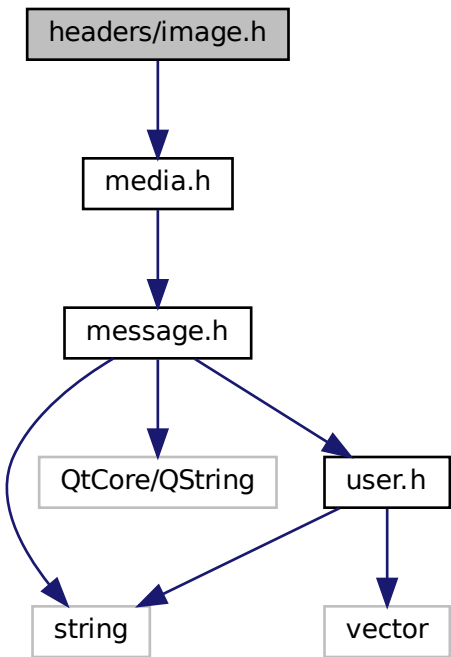 headers/image.h
media.h
message.h
QtCore/QString
user.h
string
vector